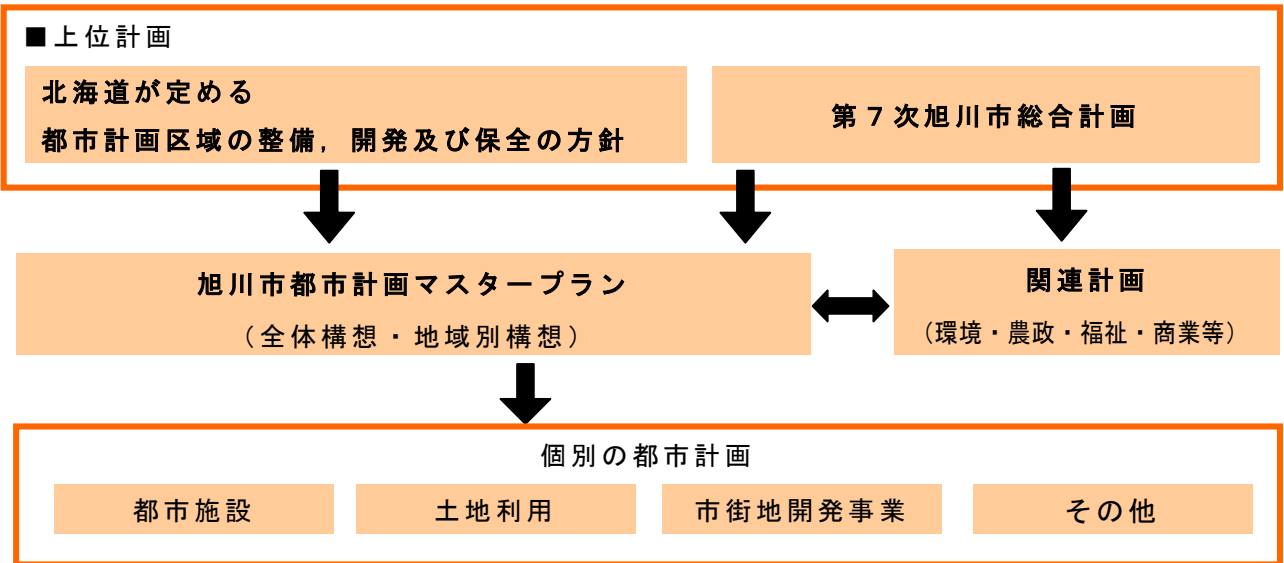 ■上位計画
北海道が定める
都市計画区域の整備，開発及び保全の方針
第７次旭川市総合計画
旭川市都市計画マスタープラン
（全体構想・地域別構想）
関連計画
（環境・農政・福祉・商業等）
個別の都市計画
都市施設
土地利用
市街地開発事業
その他